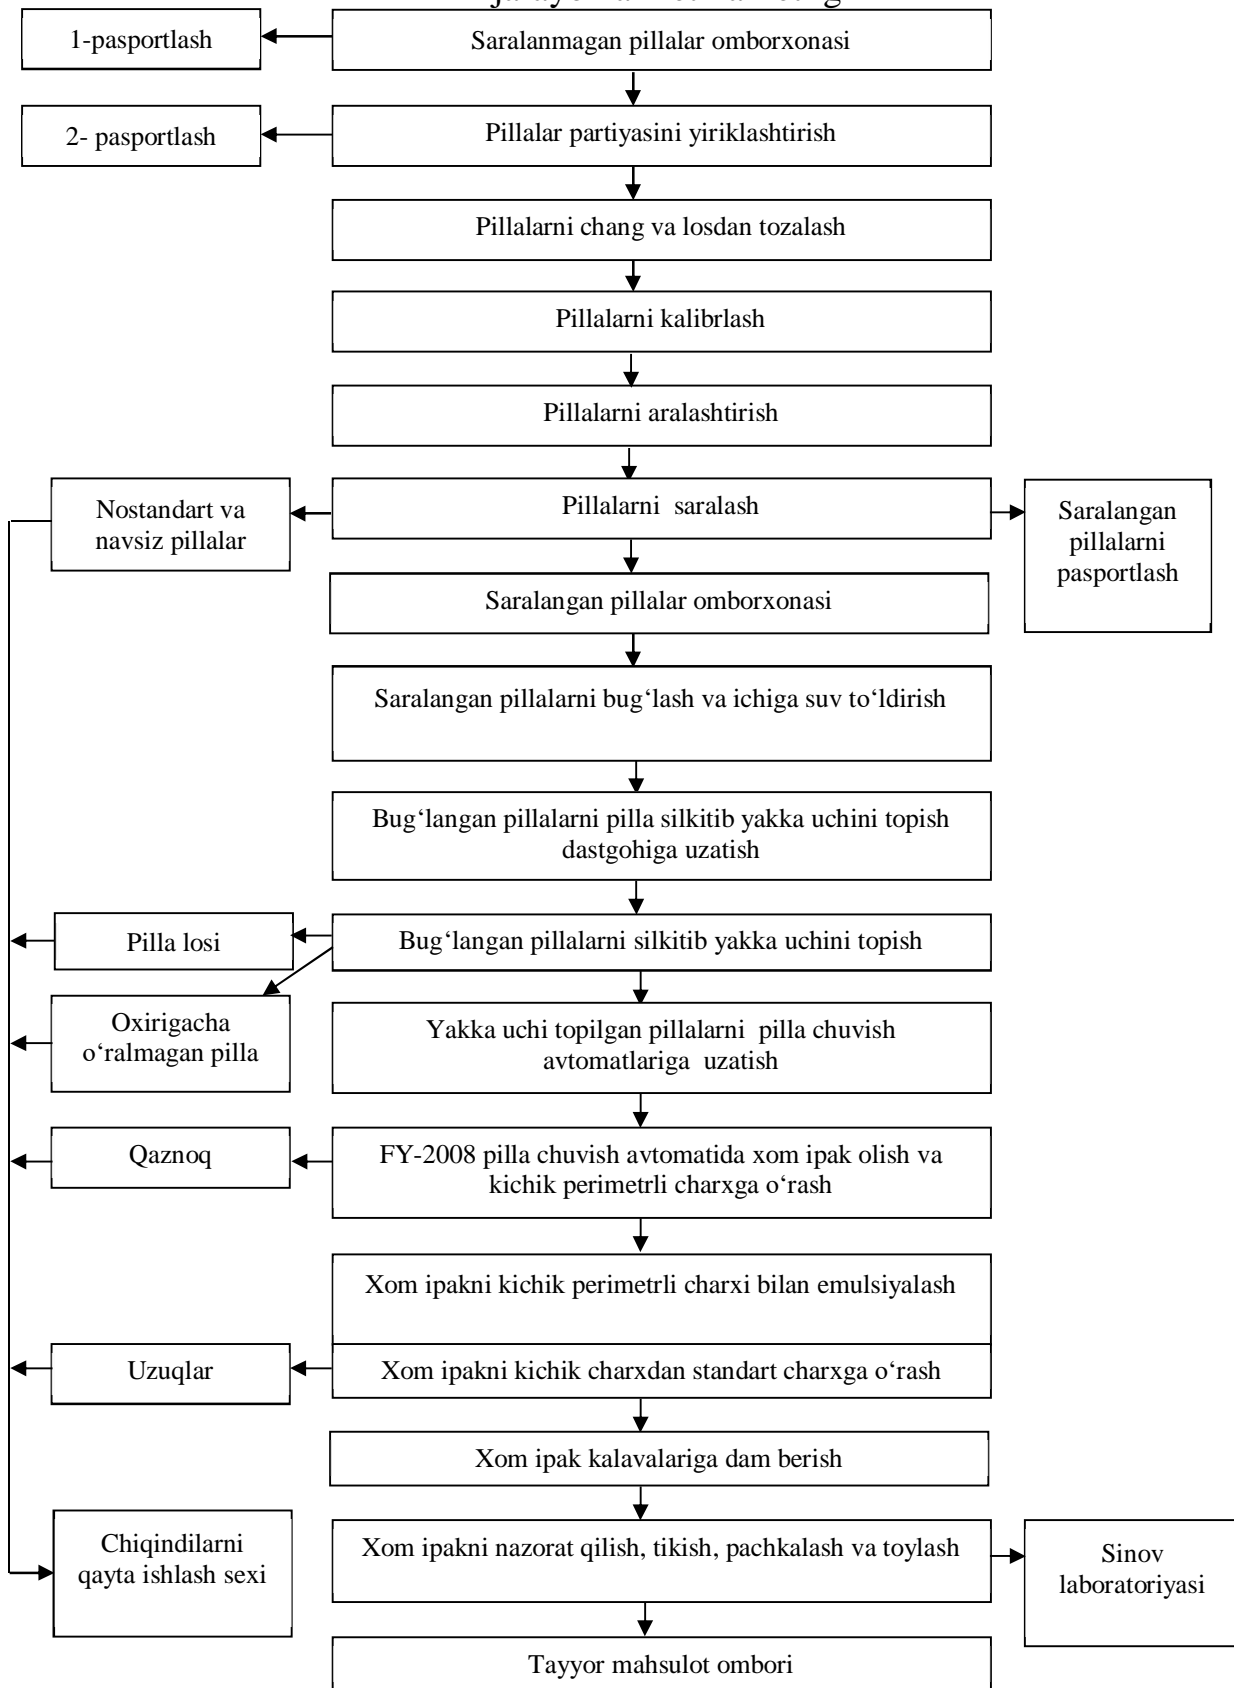 1-pasportlash
Saralanmagan pillalar omborxonasi
2- pasportlash
Pillalar partiyasini yiriklashtirish
Pillalarni chang va losdan tozalash
Pillalarni kalibrlash
Pillalarni aralashtirish
Nostandart va
navsiz pillalar
Pillalarni saralash
Saralangan
pillalarni
pasportlash
Saralangan pillalar omborxonasi
Saralangan pillalarni bug‘lash va ichiga suv to‘ldirish
Bug‘langan pillalarni pilla silkitib yakka uchini topish
dastgohiga uzatish
Pilla losi
Bug‘langan pillalarni silkitib yakka uchini topish
Oxirigacha
o‘ralmagan pilla
Yakka uchi topilgan pillalarni pilla chuvish
avtomatlariga uzatish
Qaznoq
FY-2008 pilla chuvish avtomatida xom ipak olish va
kichik perimetrli charxga o‘rash
Xom ipakni kichik perimetrli charxi bilan emulsiyalash
Uzuqlar
Xom ipakni kichik charxdan standart charxga o‘rash
Xom ipak kalavalariga dam berish
Chiqindilarni
qayta ishlash sexi
Xom ipakni nazorat qilish, tikish, pachkalash va toylash
Sinov
laboratoriyasi
Tayyor mahsulot ombori